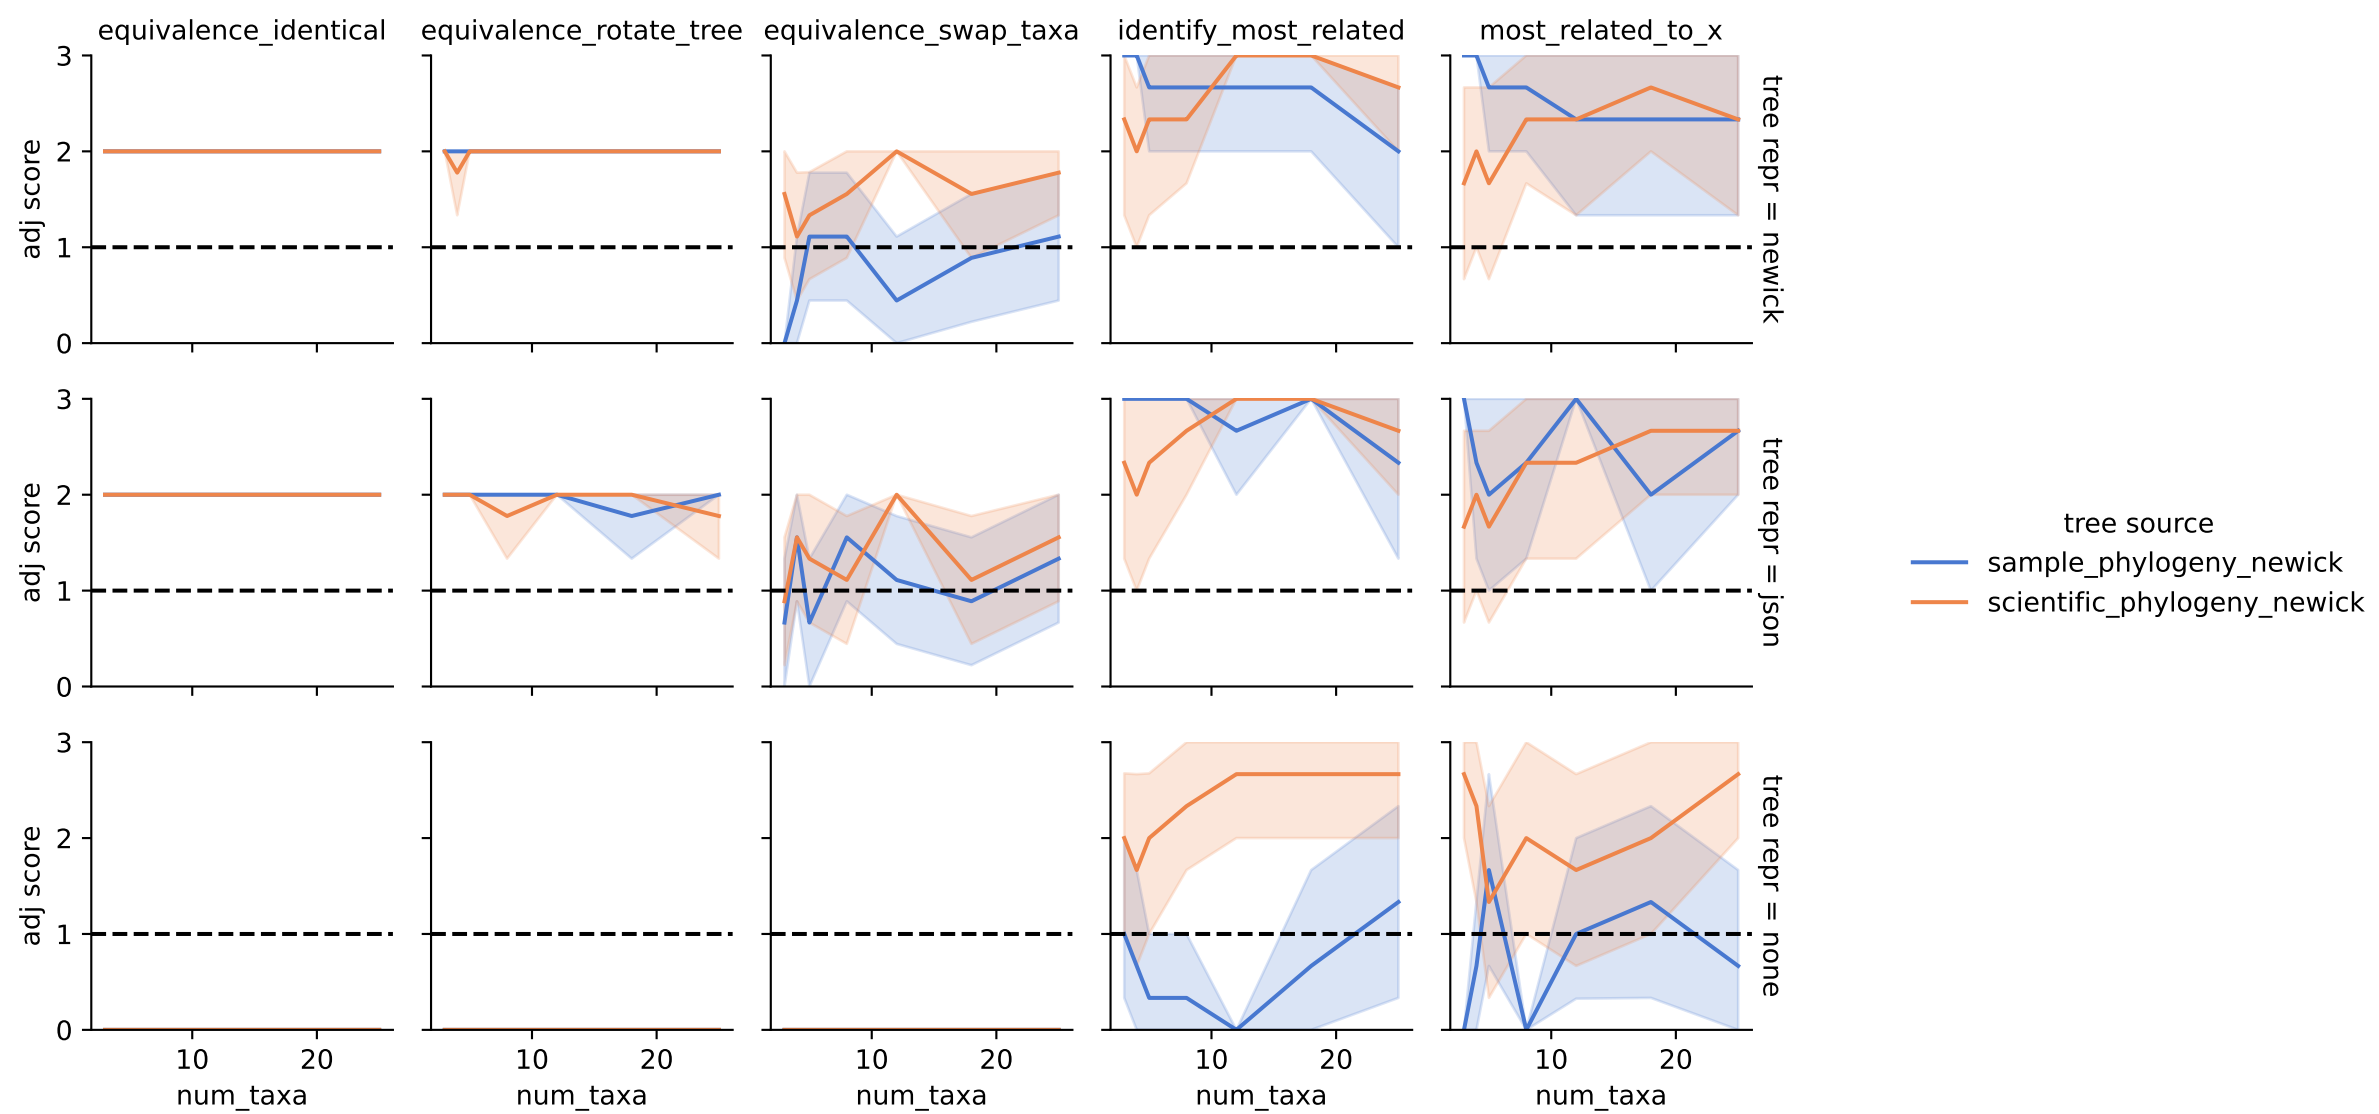 equivalence_identical
equivalence_rotate_tree
equivalence_swap_taxa
identify_most_related
most_related_to_x
3
2
1
0
adj score
tree repr = newick
3
2
1
0
adj score
tree repr = json
tree source
sample_phylogeny_newick
scientific_phylogeny_newick
3
2
1
0
adj score
tree repr = none
10 20
10 20
10 20
10 20
10 20
num_taxa
num_taxa
num_taxa
num_taxa
num_taxa